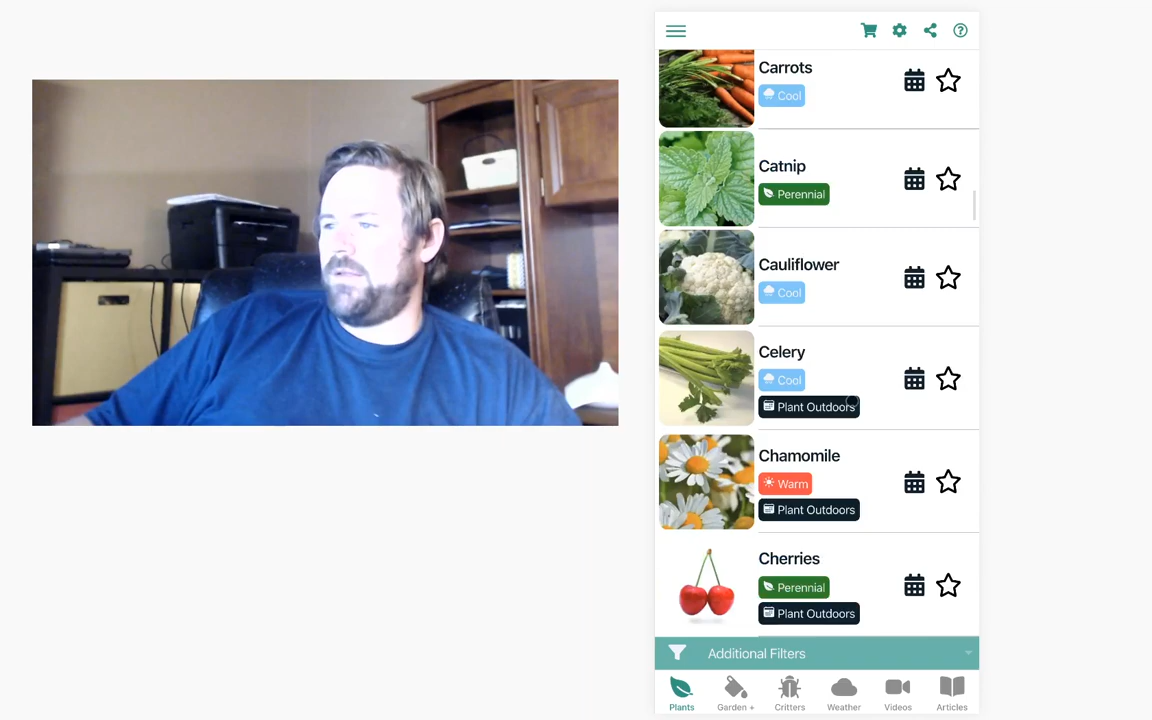 Carrots
Cool
Catnip
Perennial
Cauliflower
Cool
Celery
Cool
Plant Outdoors
Chamomile
Warm
Plant Outdoors
Cherries
Perennial
Plant Outdoors
Additional Filters
Plants Garden + Critters Weather Videos Articles